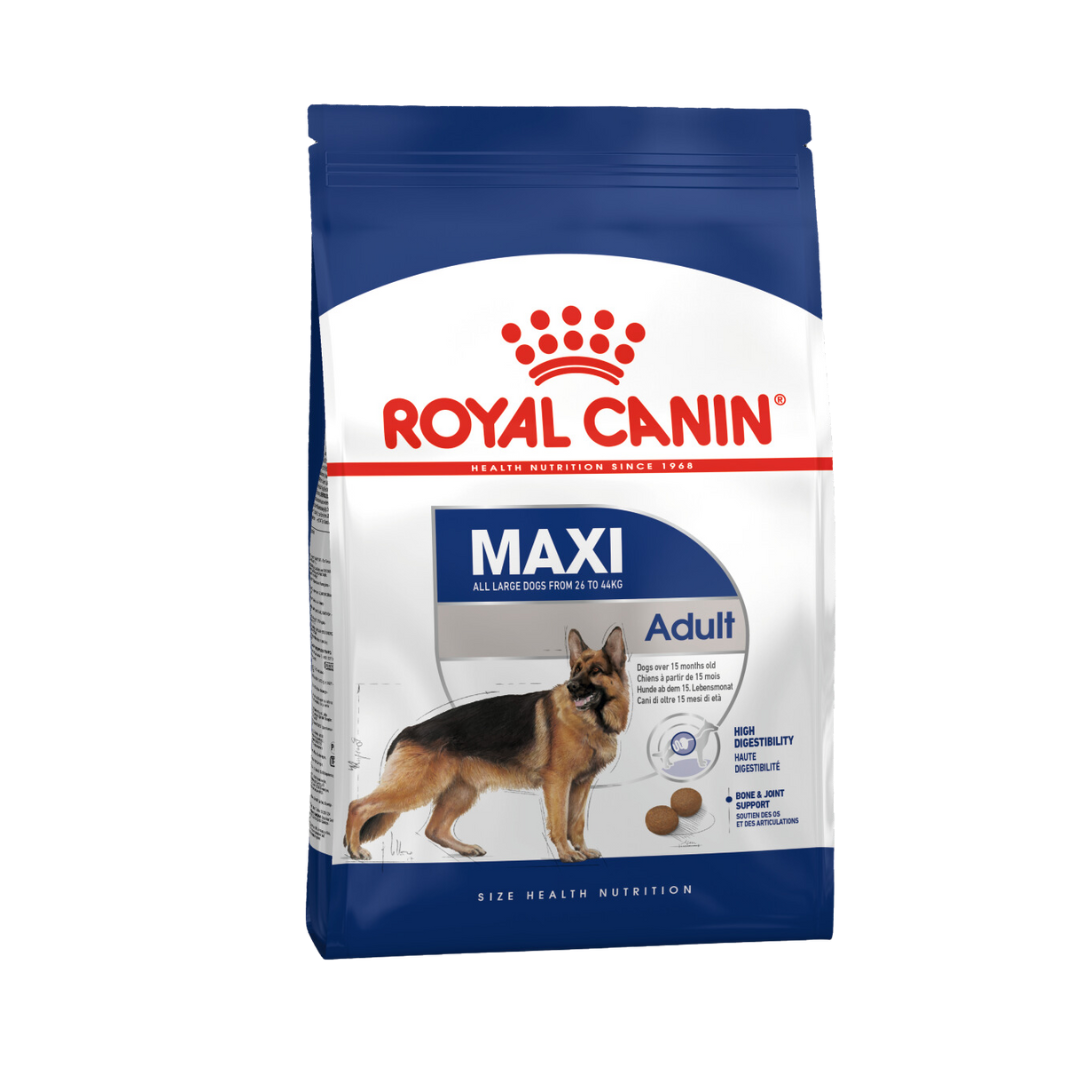 ROYAL CANIN®
HEALTH NUTRITION SINCE 1968
MAXI
ALL LARGE DOGS FROM 26 TO 44KG
Adult
Dogs over 15 months old
Chiens à partir de 15 mois
Hunde ab dem 15. Lebensmonat
Cani di oltre 15 mesi di età
HIGH
DIGESTIBILITY
HAUTE
DIGESTIBILITÉ
BONE & JOINT
SUPPORT
SOUTIEN DES OS
ET DES ARTICULATIONS
SIZE HEALTH NUTRITION